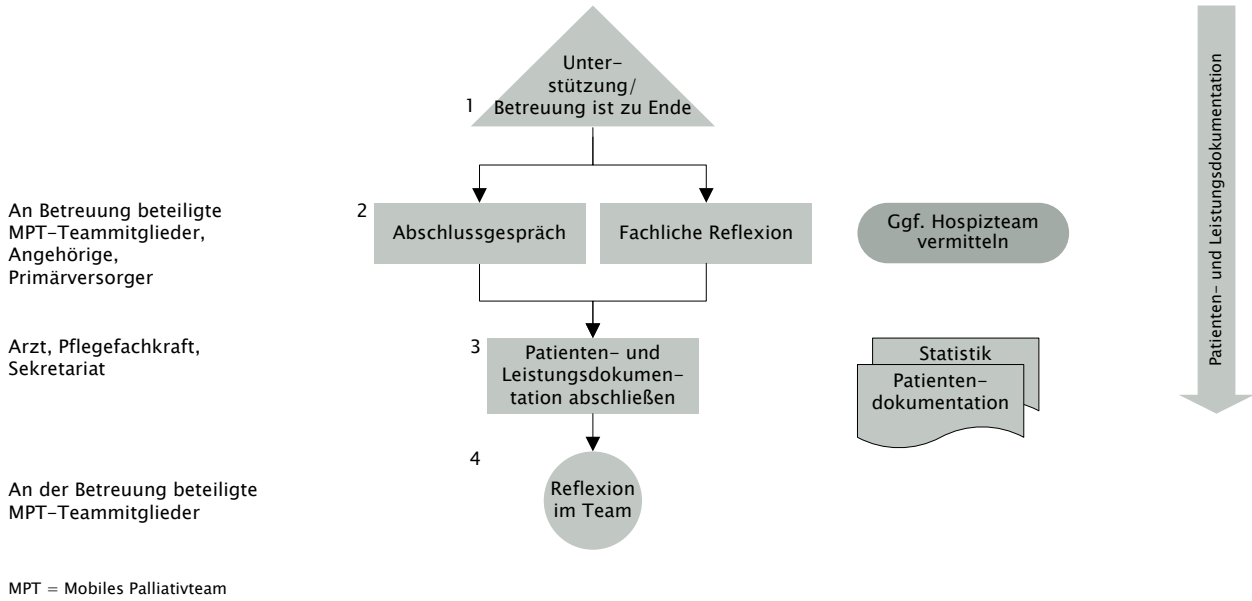 Unter-
stützung/
1
Betreuung ist zu Ende
An Betreuung beteiligte
MPT-Teammitglieder,
Angehörige,
Primärversorger
2
Abschlussgespräch
Fachliche Reflexion
Ggf. Hospizteam
vermitteln
Arzt, Pflegefachkraft,
Sekretariat
3
Patienten- und
Leistungsdokumen-
tation abschließen
Statistik
Patienten-
dokumentation
4
An der Betreuung beteiligte
MPT-Teammitglieder
Reflexion
im Team
Patienten- und Leistungsdokumentation
MPT = Mobiles Palliativteam